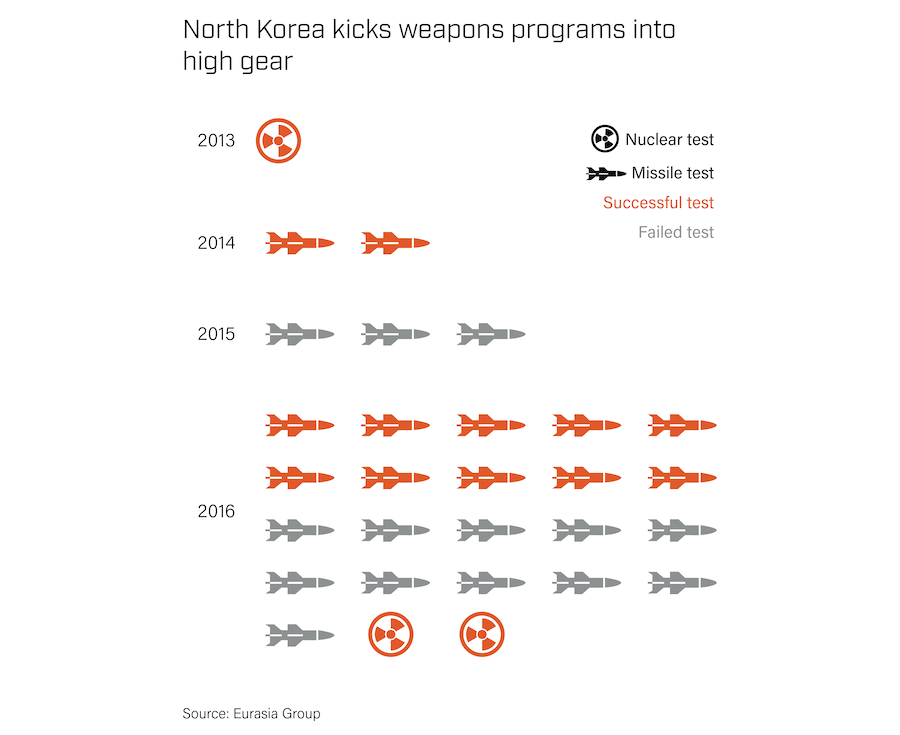 North Korea kicks weapons programs into
high gear
2013
Nuclear test
Missile test
Successful test
Failed test
2014
2015
2016
Source: Eurasia Group